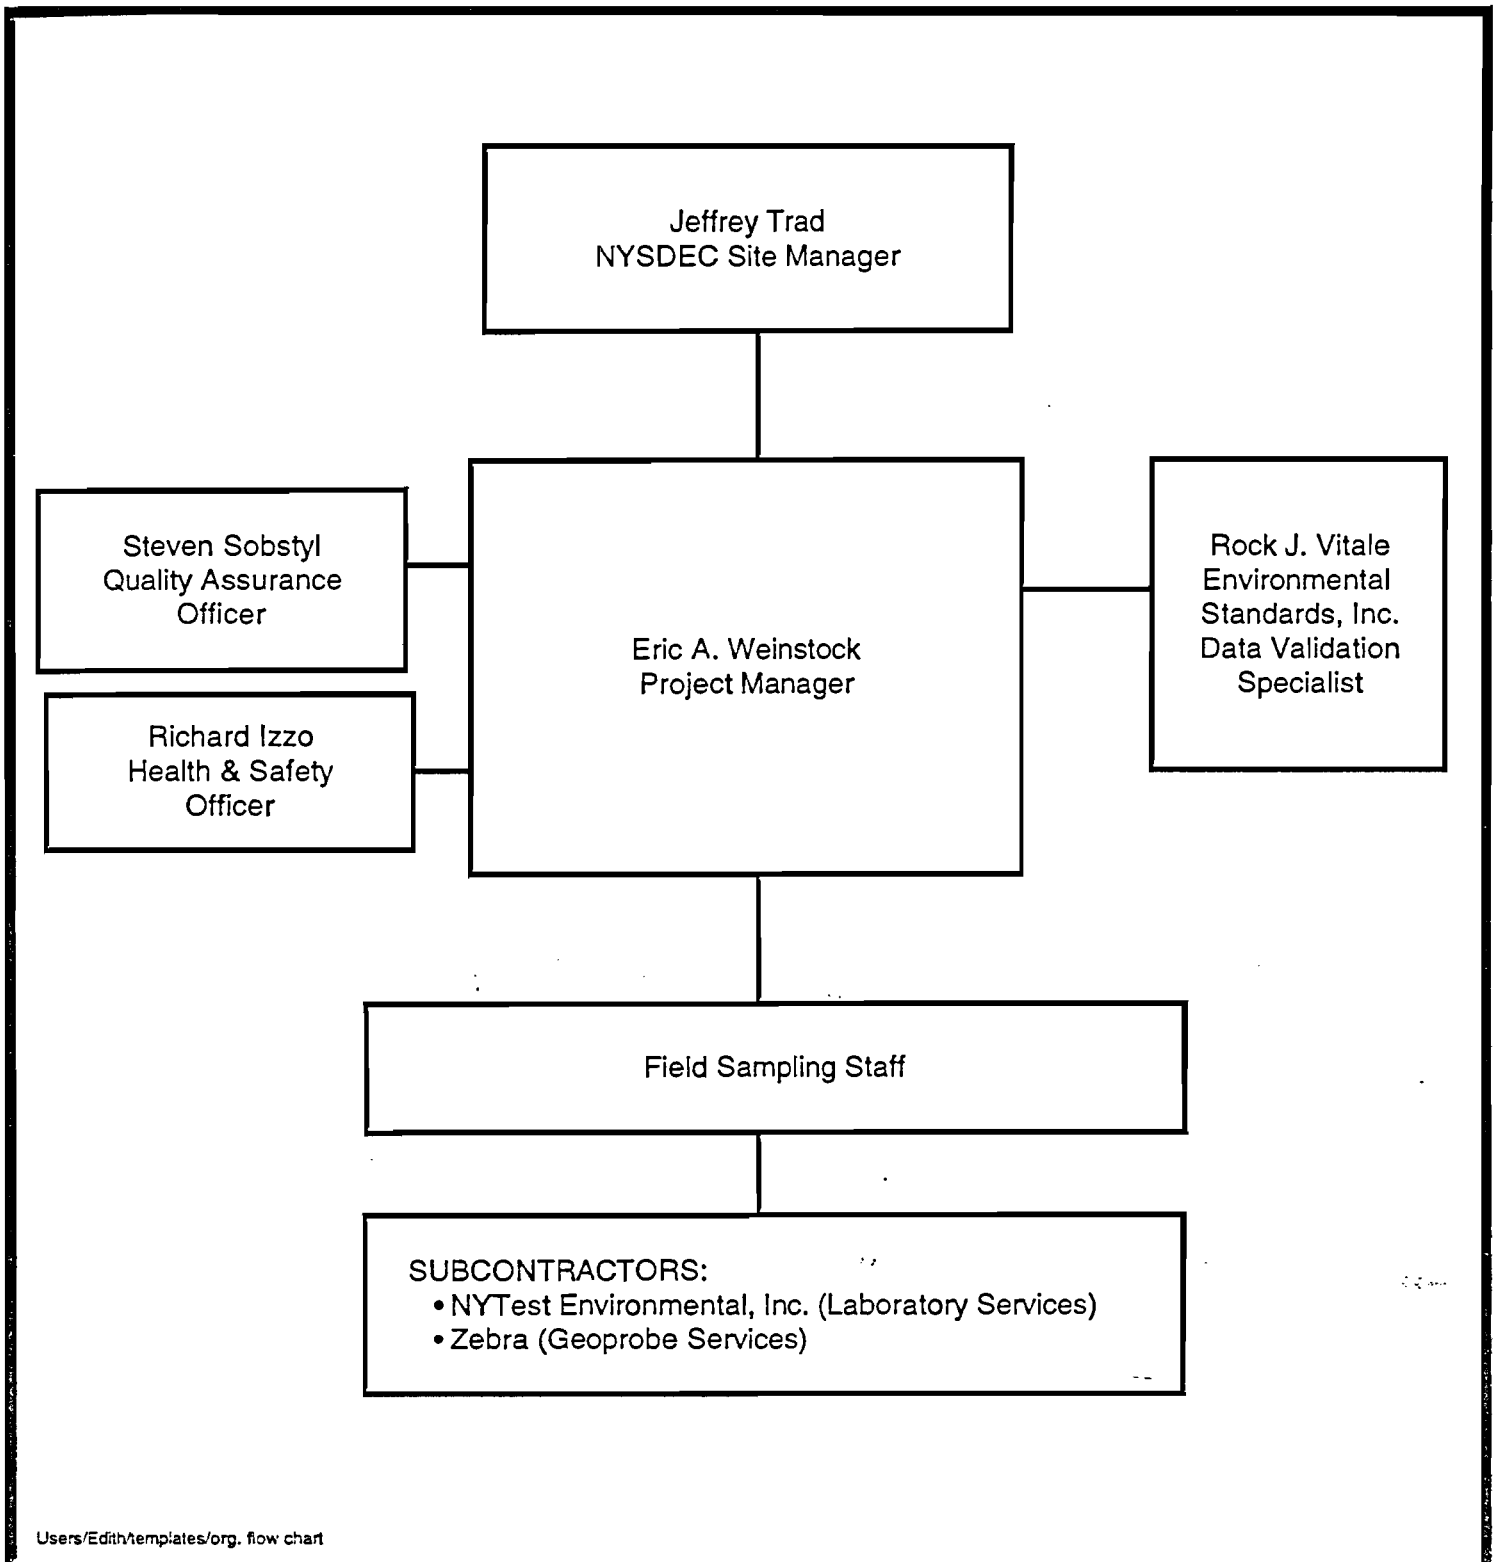 Jeffrey Trad
NYSDEC Site Manager
Steven Sobstyl
Quality Assurance
Officer
Richard Izzo
Health & Safety
Officer
Eric A. Weinstock
Project Manager
Rock J. Vitale
Environmental
Standards, Inc.
Data Validation
Specialist
Field Sampling Staff
SUBCONTRACTORS:
• NYTest Environmental, Inc. (Laboratory Services)
• Zebra (Geoprobe Services)
Users/Edith/templates/org. flow chart